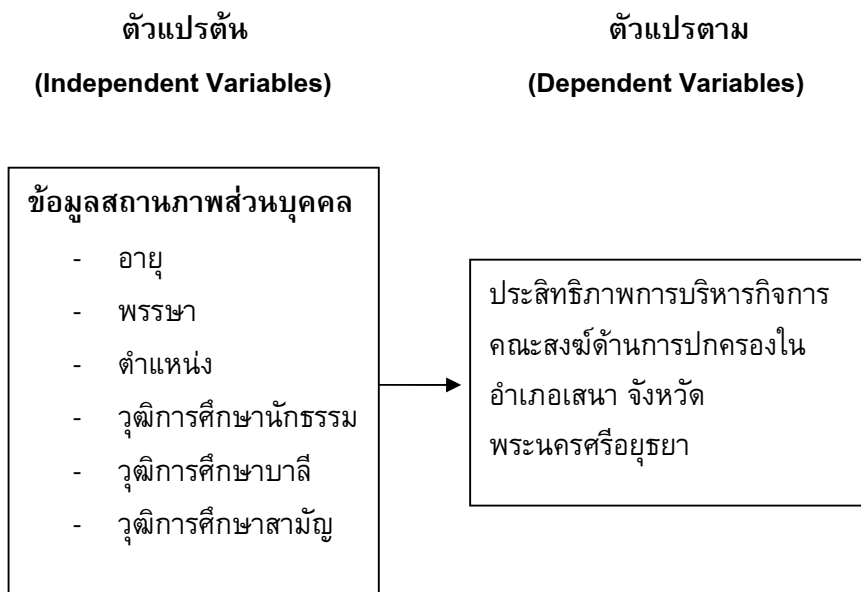 ตัวแปรต้น
(Independent Variables)
ตัวแปรตาม
(Dependent Variables)
ข้อมูลสถานภาพส่วนบุคคล
- อายุ
- พรรษา
- ตำแหน่ง
- วุฒิการศึกษานักธรรม
- วุฒิการศึกษาบาลี
- วุฒิการศึกษาสามัญ
ประสิทธิภาพการบริหารกิจการ
คณะสงฆ์ด้านการปกครองใน
อำเภอเสนา จังหวัด
พระนครศรีอยุธยา